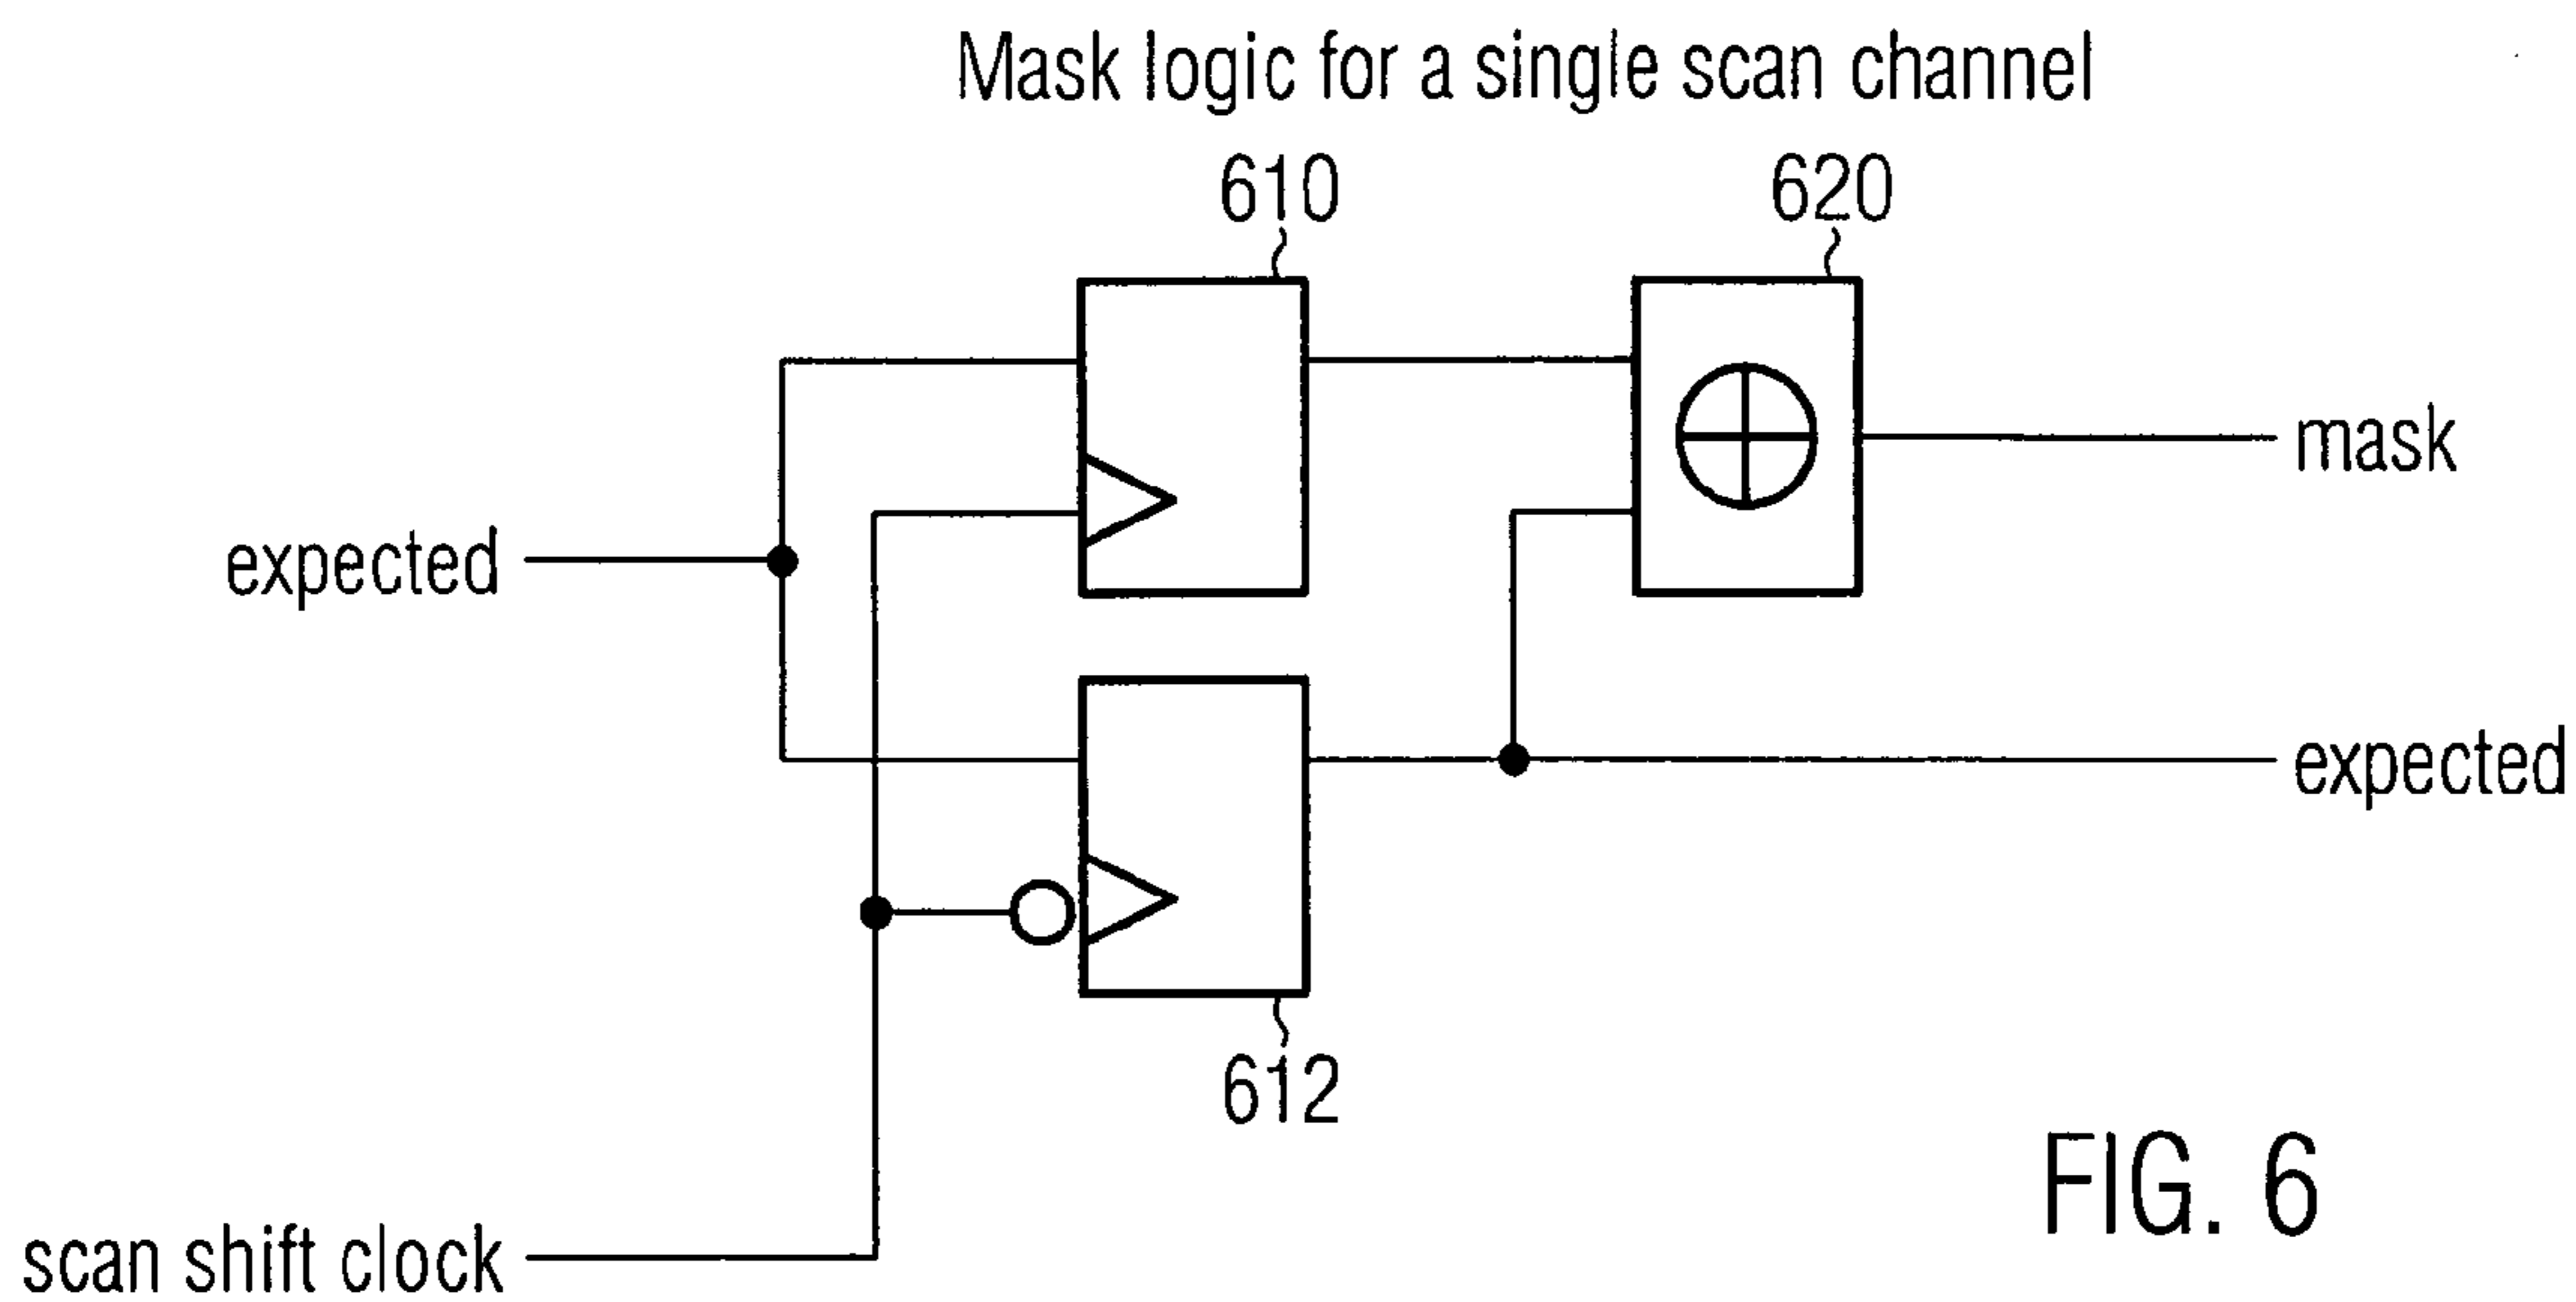 Mask logic for a single scan channel
610
620
mask
expected
expected
612
scan shift clock
FIG. 6